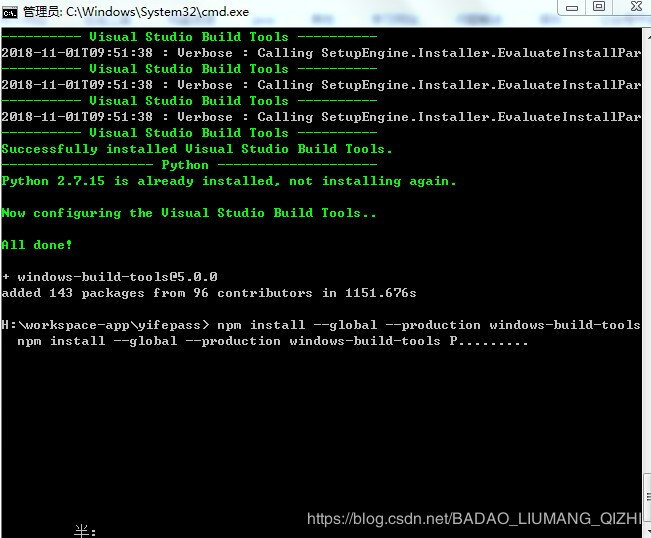 管理员: C:\Windows\System32\cmd.exe
---------- Visual Studio Build Tools ----------
2018-11-01T09:51:38 : Verbose : Calling SetupEngine.Installer.EvaluateInstallPar
---------- Visual Studio Build Tools ----------
2018-11-01T09:51:38 : Verbose : Calling SetupEngine.Installer.EvaluateInstallPar
---------- Visual Studio Build Tools ----------
2018-11-01T09:51:38 : Verbose : Calling SetupEngine.Installer.EvaluateInstallPar
---------- Visual Studio Build Tools ----------
Successfully installed Visual Studio Build Tools.
------------------- Python --------------------
Python 2.7.15 is already installed, not installing again.
Now configuring the Visual Studio Build Tools..
All done!
+ windows-build-tools@5.0.0
added 143 packages from 96 contributors in 1151.676s
H:\workspace-app\yifepass> npm install --global --production windows-build-tools
npm install --global --production windows-build-tools P.........
https://blog.csdn.net/BADAO_LIUMANG_QIZHI
半: